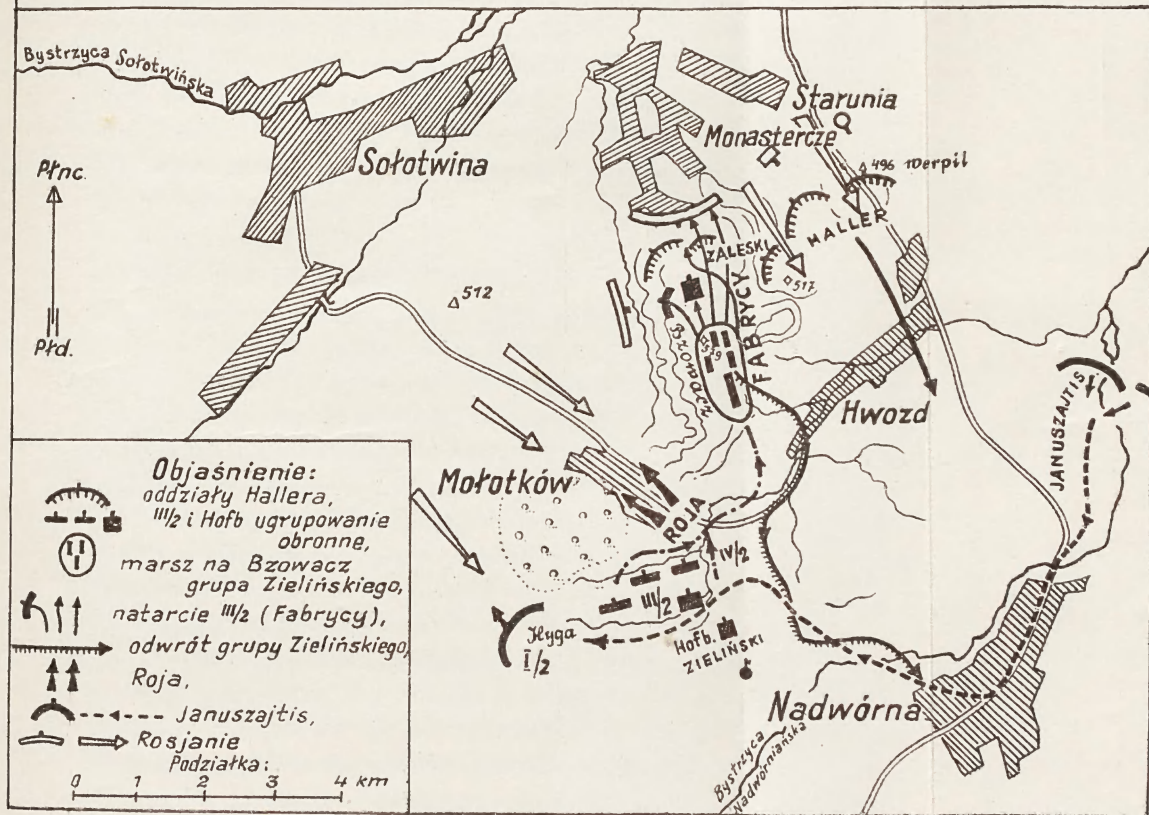 Bystrzyca Sołotwińska
Sołotwina
Starunia
Monastercze
△ 496 Werpil
Płnc.
Płd.
HALLER
ZALESKI
FABRYCY
△ 512
517
Hwozd
JANUSZAJTIS
Mołotków
ROJA
IV/2
III/2
I/2
Hofb.
ZIELIŃSKI
Nadwórna
Bystrzyca
Nadwórniańska
Objaśnienie:
oddziały Hallera,
III/2 i Hofb ugrupowanie
obronne,
marsz na Bzowacz
grupa Zielińskiego,
natarcie III/2 (Fabrycy),
odwrót grupy Zielińskiego,
Roja,
Januszajtis,
Rosjanie
Podziałka:
0 1 2 3 4 km